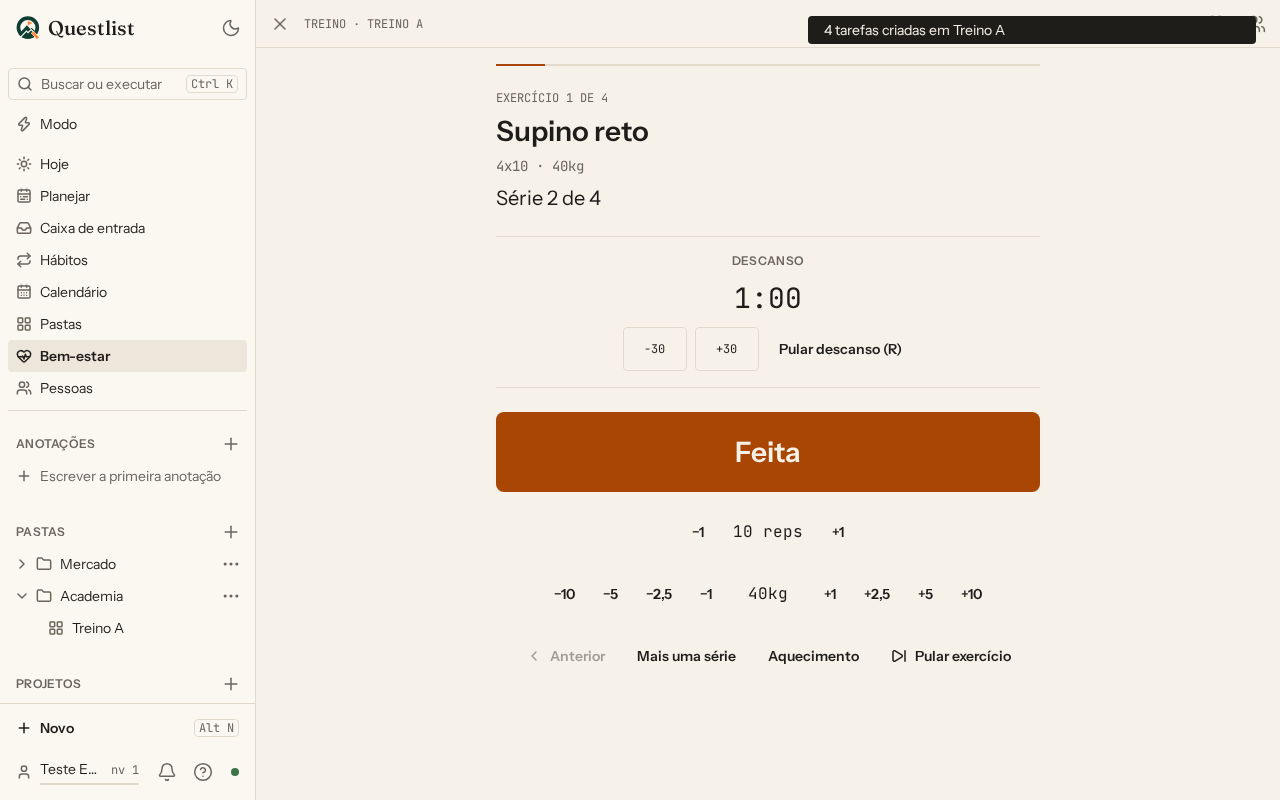 Questlist
Buscar ou executar Ctrl K
Modo
Hoje
Planejar
Caixa de entrada
Hábitos
Calendário
Pastas
Bem-estar
Pessoas
ANOTAÇÕES
Escrever a primeira anotação
PASTAS
Mercado
Academia
Treino A
PROJETOS
Novo Alt N
Teste E... nv 1
TREINO · TREINO A
4 tarefas criadas em Treino A
EXERCÍCIO 1 DE 4
Supino reto
4x10 · 40kg
Série 2 de 4
DESCANSO
1:00
-30 +30 Pular descanso (R)
Feita
−1 10 reps +1
−10 −5 −2,5 −1 40kg +1 +2,5 +5 +10
Anterior Mais uma série Aquecimento Pular exercício